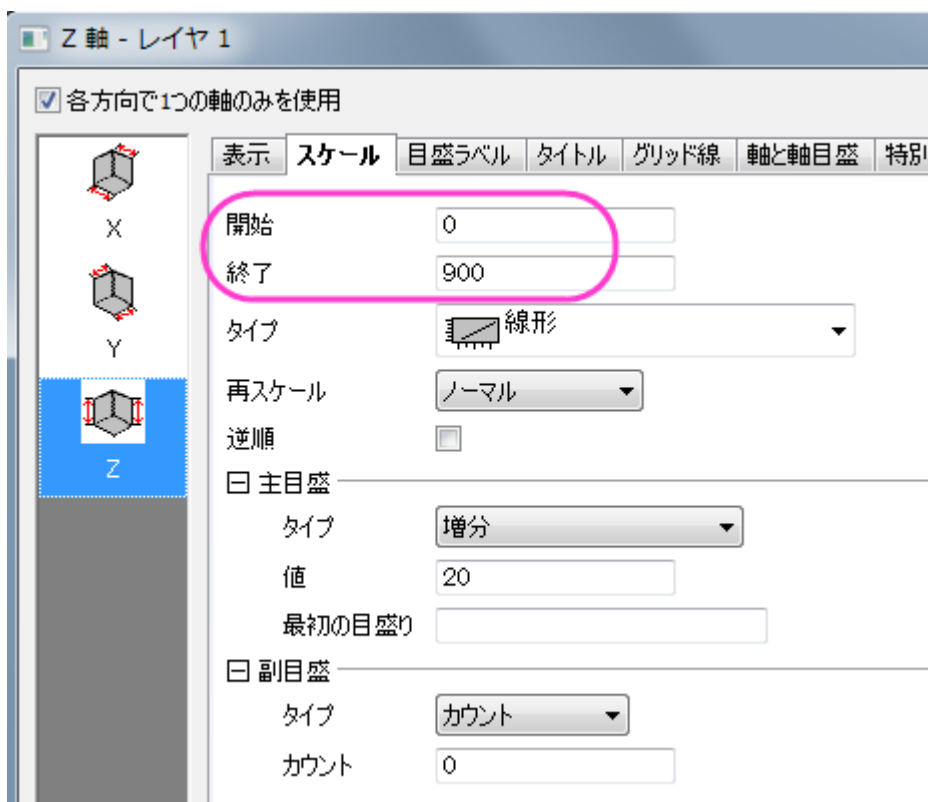 Z 軸 - レイヤ 1
各方向で1つの軸のみを使用
表示 スケール 目盛ラベル タイトル グリッド線 軸と軸目盛 特別
X
Y
Z
開始 0
終了 900
タイプ 線形
再スケール ノーマル
逆順
主目盛
タイプ 増分
値 20
最初の目盛り
副目盛
タイプ カウント
カウント 0